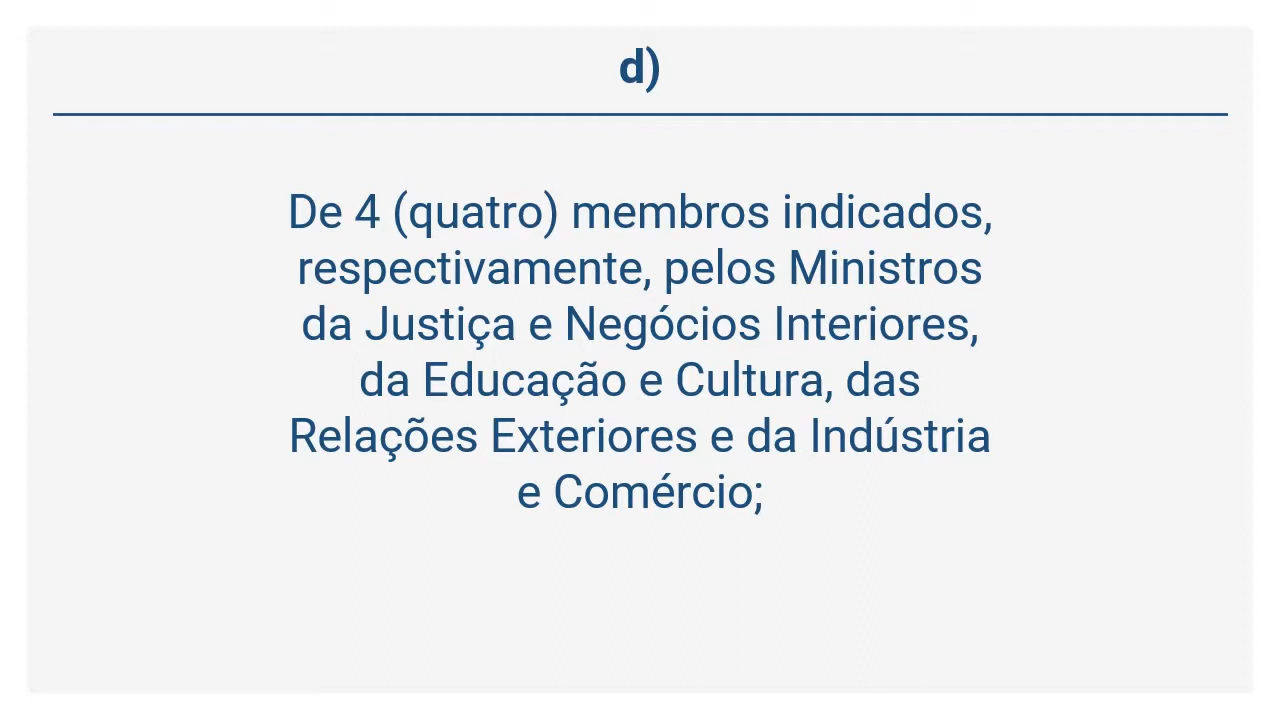 d)
De 4 (quatro) membros indicados,
respectivamente, pelos Ministros
da Justiça e Negócios Interiores,
da Educação e Cultura, das
Relações Exteriores e da Indústria
e Comércio;